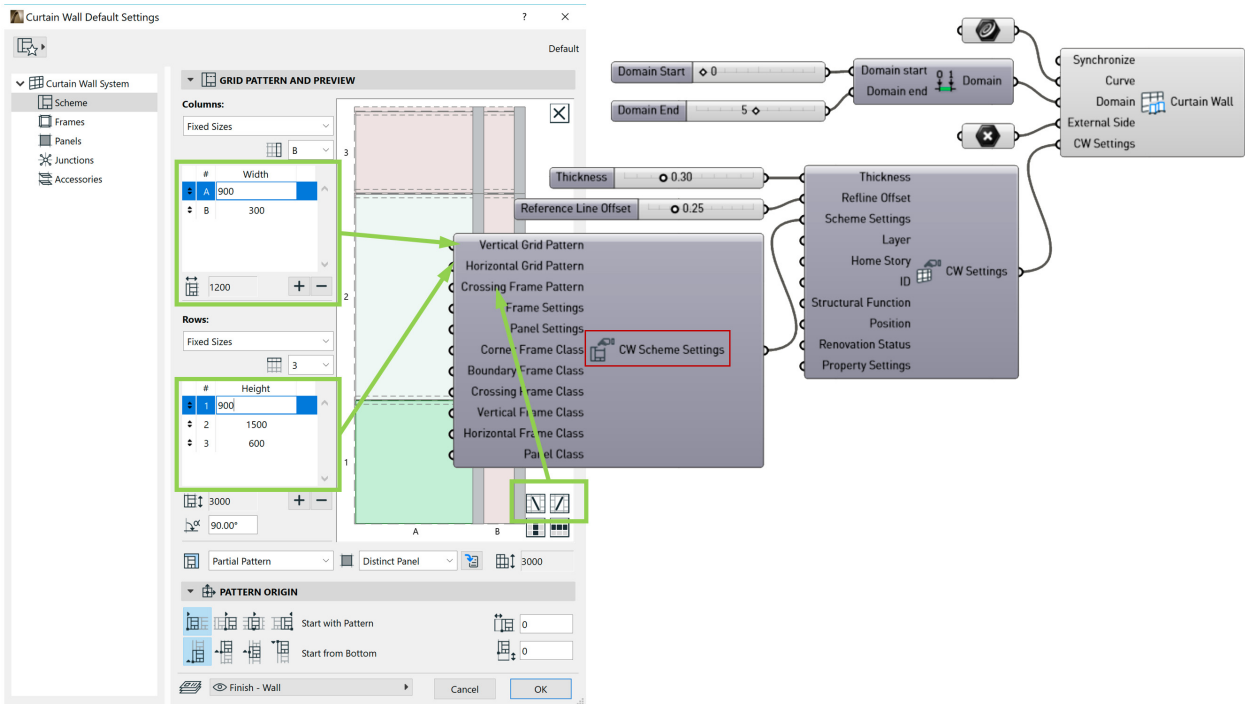 Curtain Wall Default Settings
?
×
Default
Curtain Wall System
Scheme
Frames
Panels
Junctions
Accessories
GRID PATTERN AND PREVIEW
Columns:
Fixed Sizes
B
# Width
A 900
B 300
1200
Rows:
Fixed Sizes
3
# Height
1 900
2 1500
3 600
3000
α 90.00°
3
2
1
A B
Partial Pattern
Distinct Panel
3000
PATTERN ORIGIN
Start with Pattern
0
Start from Bottom
0
Finish - Wall
Cancel
OK
Domain Start 0
Domain End 5
Domain start
Domain end
0 1
Domain
Synchronize
Curve
Domain
External Side
CW Settings
Curtain Wall
Thickness 0.30
Reference Line Offset 0.25
Vertical Grid Pattern
Horizontal Grid Pattern
Crossing Frame Pattern
Frame Settings
Panel Settings
Corner Frame Class
Boundary Frame Class
Crossing Frame Class
Vertical Frame Class
Horizontal Frame Class
Panel Class
CW Scheme Settings
Thickness
Refline Offset
Scheme Settings
Layer
Home Story
ID
Structural Function
Position
Renovation Status
Property Settings
CW Settings